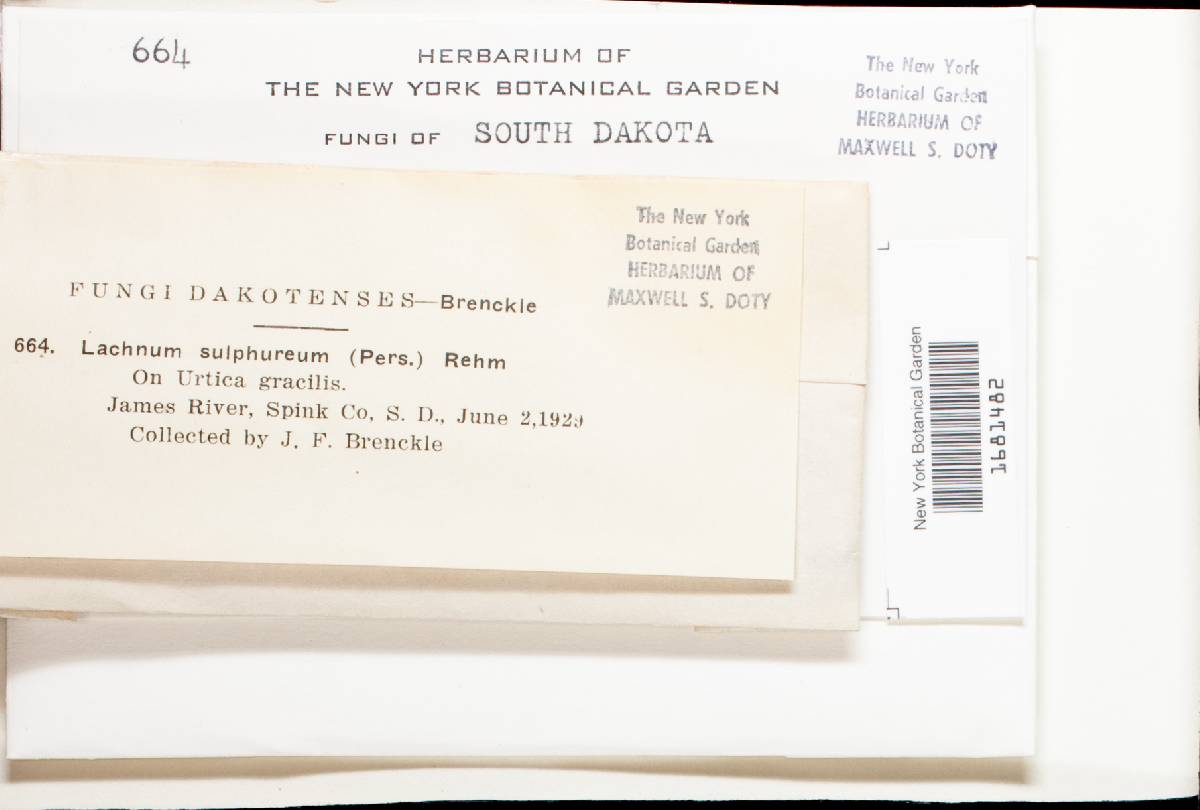 664
HERBARIUM OF
THE NEW YORK BOTANICAL GARDEN
FUNGI OF SOUTH DAKOTA
The New York
Botanical Garden
HERBARIUM OF
MAXWELL S. DOTY
The New York
Botanical Garden
HERBARIUM OF
MAXWELL S. DOTY
FUNGI DAKOTENSES—Brenckle
664. Lachnum sulphureum (Pers.) Rehm
On Urtica gracilis.
James River, Spink Co, S. D., June 2,1929
Collected by J. F. Brenckle
New York Botanical Garden
1681482